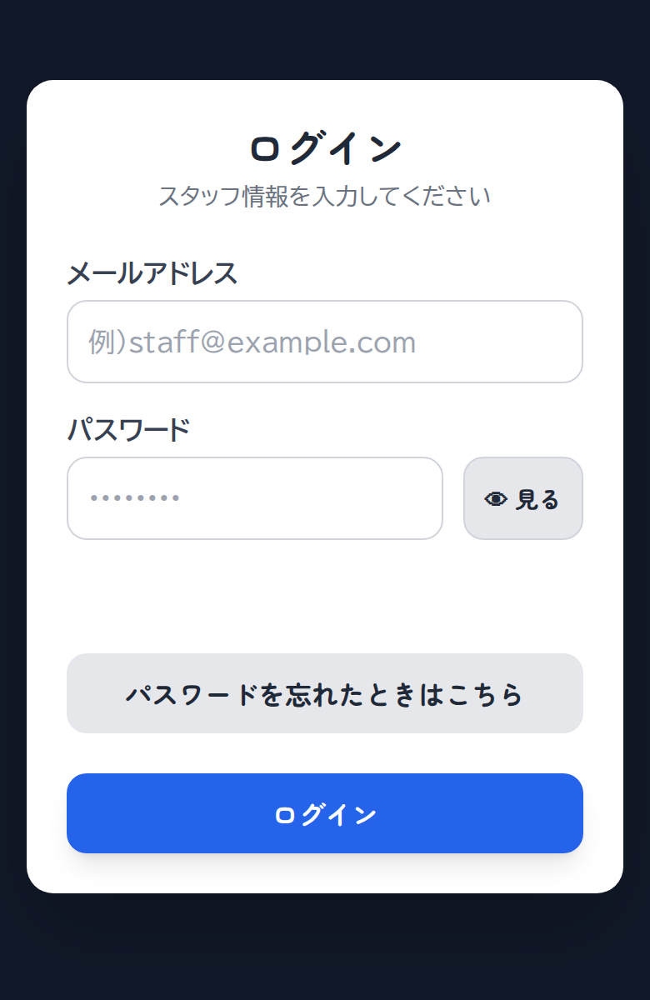 ログイン
スタッフ情報を入力してください
メールアドレス
例）staff@example.com
パスワード
••••••••
👁 見る
パスワードを忘れたときはこちら
ログイン